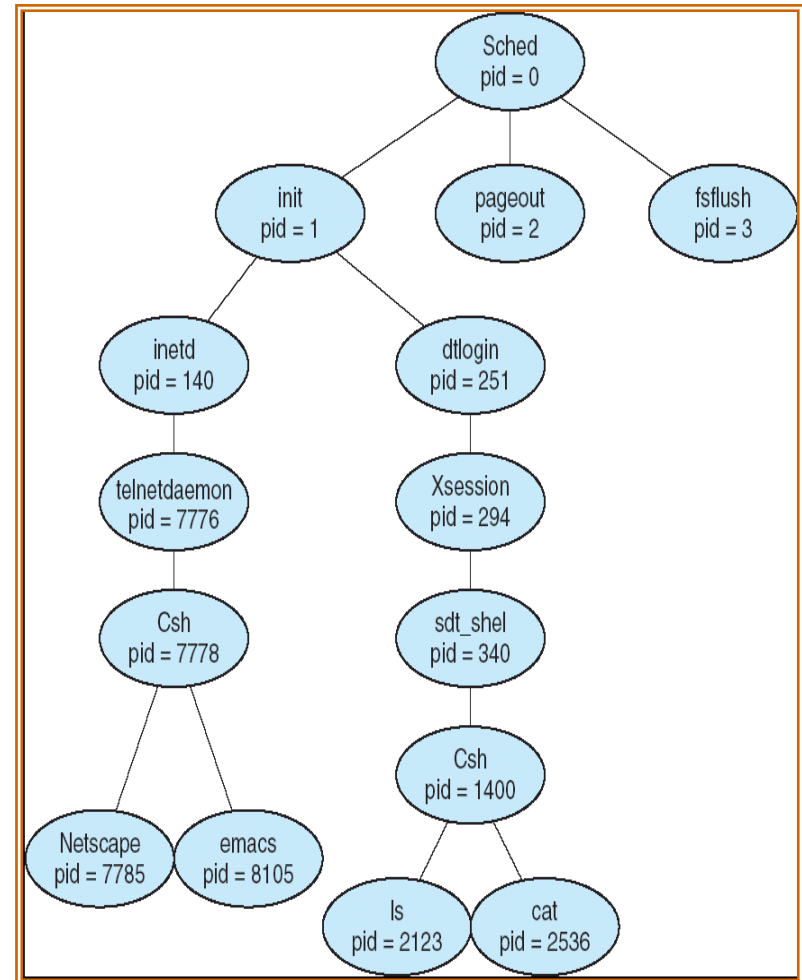 Sched
pid = 0
init
pid = 1
pageout
pid = 2
fsflush
pid = 3
inetd
pid = 140
dtlogin
pid = 251
telnetdaemon
pid = 7776
Xsession
pid = 294
Csh
pid = 7778
sdt_shel
pid = 340
Csh
pid = 1400
Netscape
pid = 7785
emacs
pid = 8105
ls
pid = 2123
cat
pid = 2536